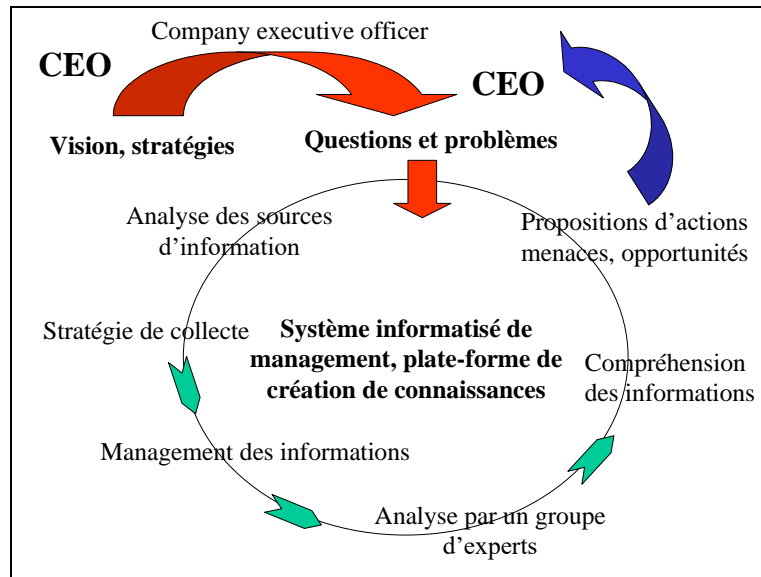 Company executive officer
CEO
CEO
Vision, stratégies
Questions et problèmes
Analyse des sources
d’information
Propositions d’actions
menaces, opportunités
Stratégie de collecte
Système informatisé de
management, plate-forme de
création de connaissances
Compréhension
des informations
Management des informations
Analyse par un groupe
d’experts